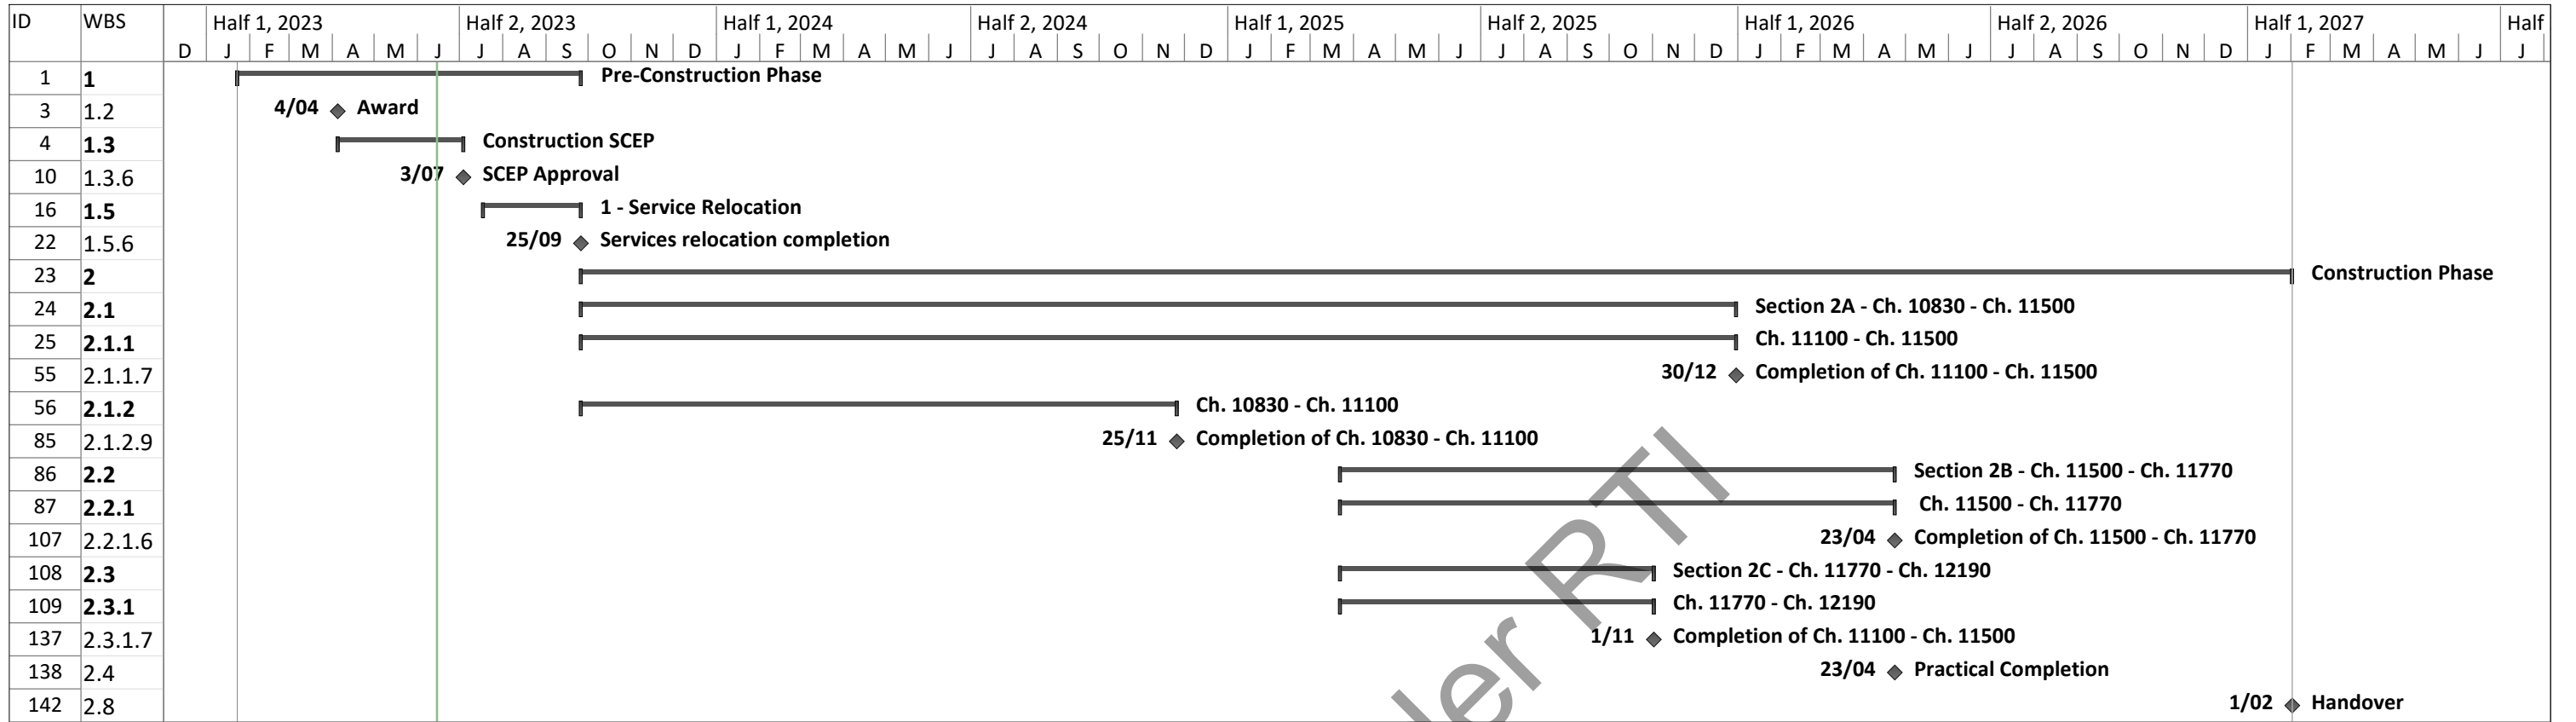 ID WBS Half 1, 2023 Half 2, 2023 Half 1, 2024 Half 2, 2024 Half 1, 2025 Half 2, 2025 Half 1, 2026 Half 2, 2026 Half 1, 2027 Half
D J F M A M J J A S O N D J F M A M J J A S O N D J F M A M J J A S O N D J F M A M J J A S O N D J F M A M J J
1 1 Pre-Construction Phase
3 1.2 4/04 Award
4 1.3 Construction SCEP
10 1.3.6 3/07 SCEP Approval
16 1.5 1 - Service Relocation
22 1.5.6 25/09 Services relocation completion
23 2 Construction Phase
24 2.1 Section 2A - Ch. 10830 - Ch. 11500
25 2.1.1 Ch. 11100 - Ch. 11500
55 2.1.1.7 30/12 Completion of Ch. 11100 - Ch. 11500
56 2.1.2 Ch. 10830 - Ch. 11100
85 2.1.2.9 25/11 Completion of Ch. 10830 - Ch. 11100
86 2.2 Section 2B - Ch. 11500 - Ch. 11770
87 2.2.1 Ch. 11500 - Ch. 11770
107 2.2.1.6 23/04 Completion of Ch. 11500 - Ch. 11770
108 2.3 Section 2C - Ch. 11770 - Ch. 12190
109 2.3.1 Ch. 11770 - Ch. 12190
137 2.3.1.7 1/11 Completion of Ch. 11100 - Ch. 11500
138 2.4 23/04 Practical Completion
142 2.8 1/02 Handover
RTI